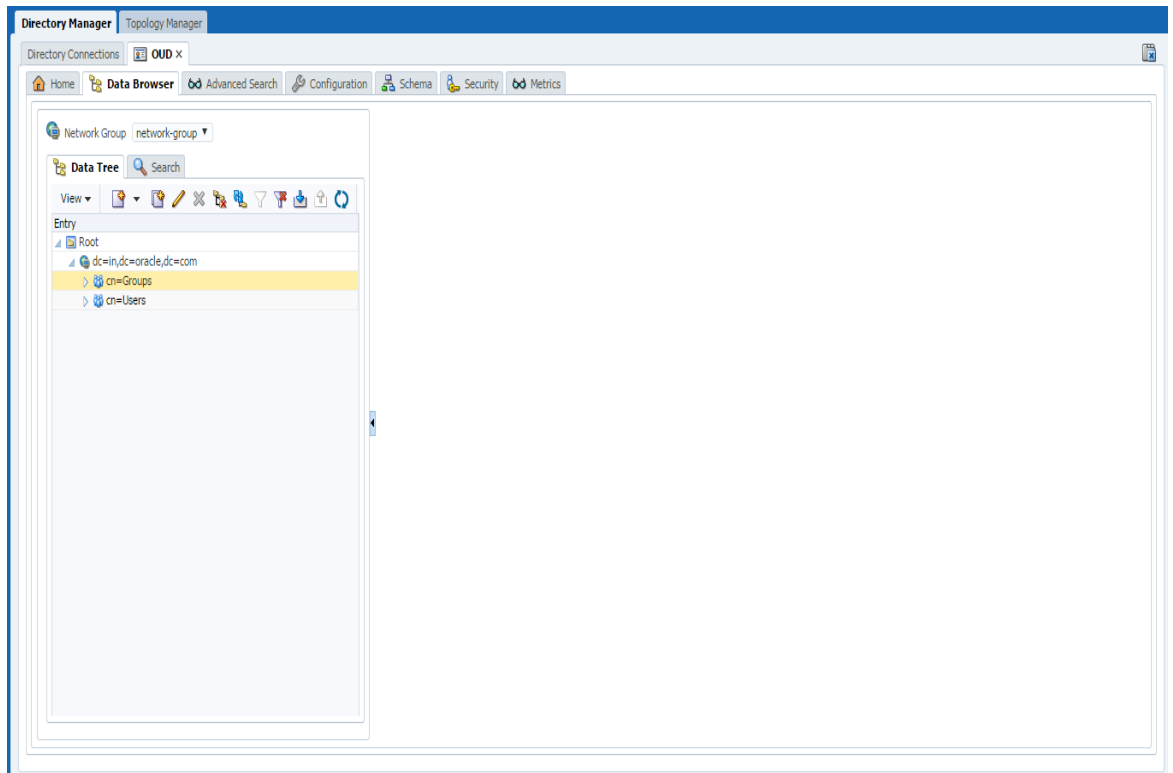 Directory Manager Topology Manager
Directory Connections OUD ×
Home Data Browser Advanced Search Configuration Schema Security Metrics
Network Group network-group
Data Tree Search
View
Entry
Root
dc=in,dc=oracle,dc=com
cn=Groups
cn=Users